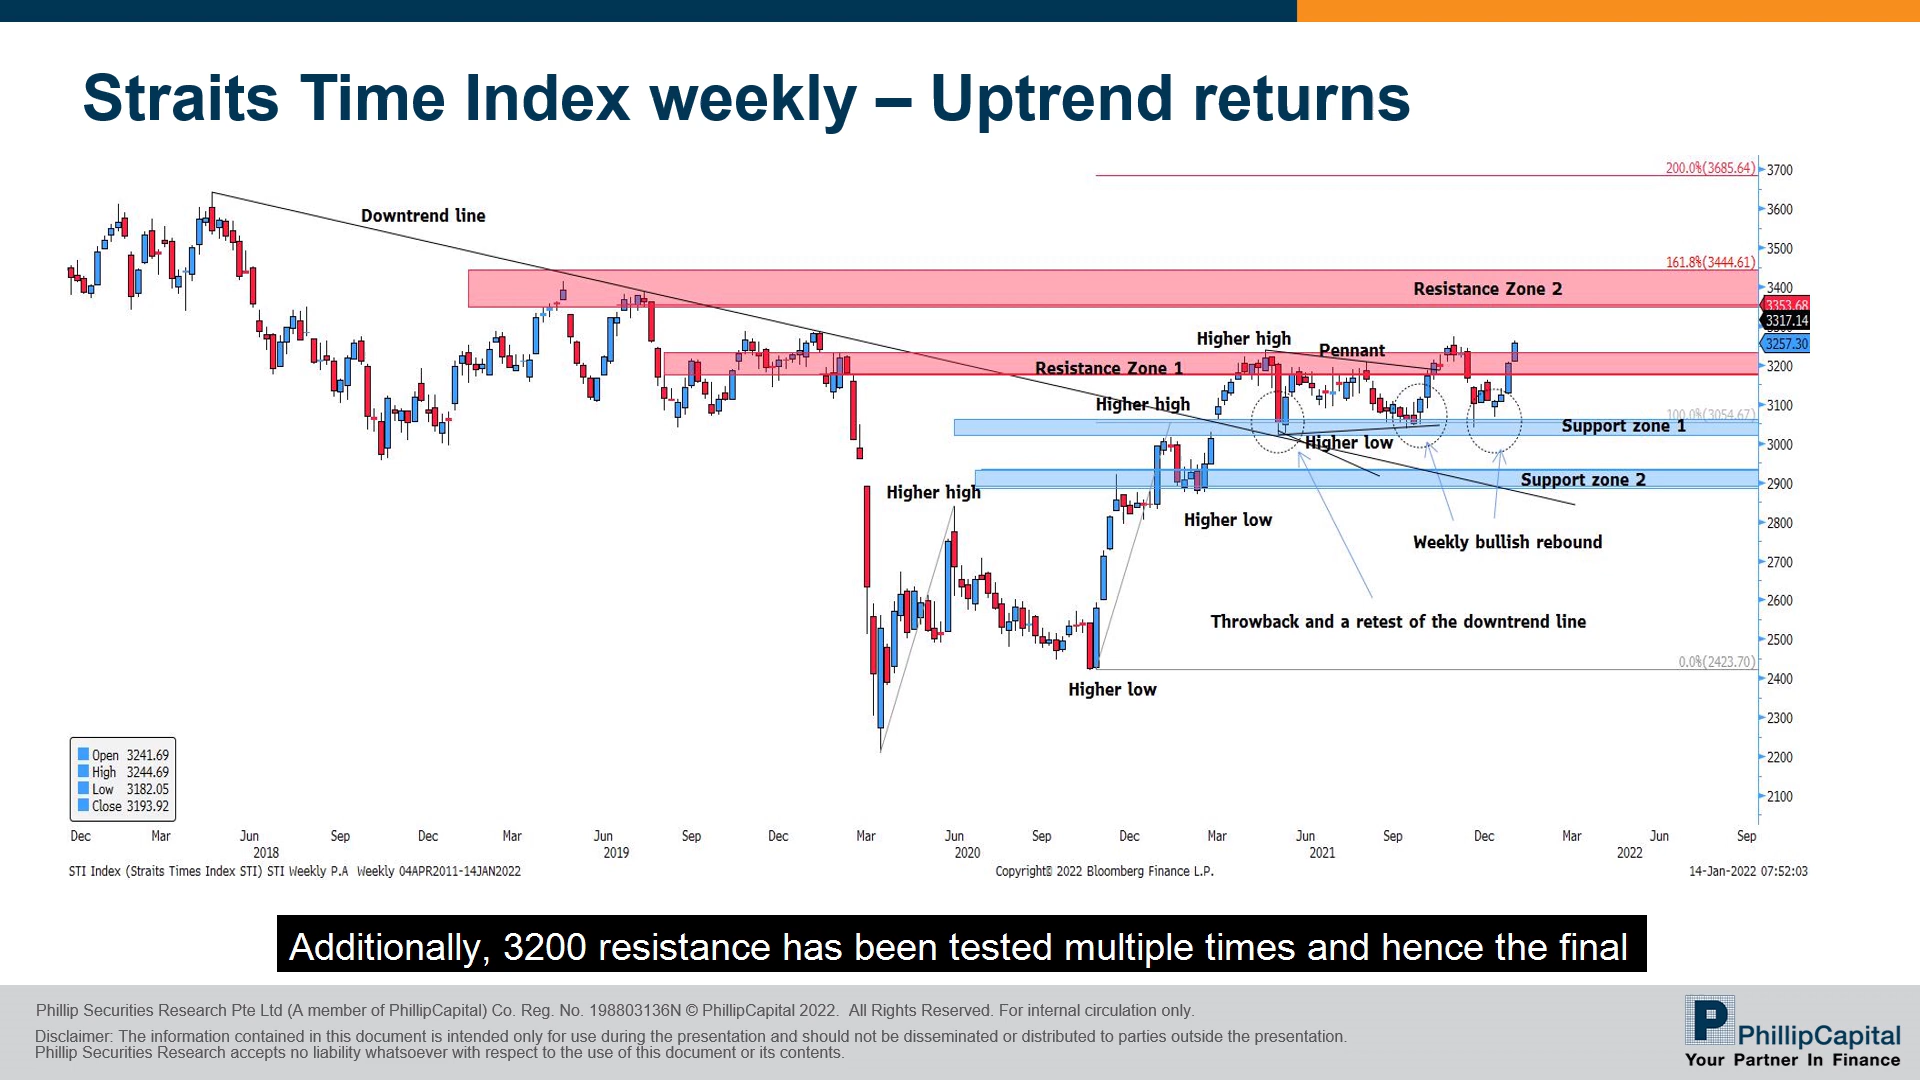 Straits Time Index weekly – Uptrend returns
200.0%(3685.64)
3700
Downtrend line
3600
3500
161.8%(3444.61)
Resistance Zone 2
3400
3353.68
3317.14
Higher high
Pennant
3257.30
Resistance Zone 1
3200
Higher high
3100
100.0%(3054.67)
Support zone 1
Higher low
3000
Support zone 2
2900
Higher high
Higher low
2800
Weekly bullish rebound
2700
2600
Throwback and a retest of the downtrend line
2500
0.0%(2423.70)
2400
Higher low
2300
2200
2100
Open 3241.69
High 3244.69
Low 3182.05
Close 3193.92
Dec Mar Jun Sep Dec Mar Jun Sep Dec Mar Jun Sep Dec Mar Jun Sep Dec Mar Jun Sep
2018 2019 2020 2021 2022
STI Index (Straits Times Index STI) STI Weekly P.A Weekly 04APR2011-14JAN2022 Copyright© 2022 Bloomberg Finance L.P. 14-Jan-2022 07:52:03
Additionally, 3200 resistance has been tested multiple times and hence the final
Phillip Securities Research Pte Ltd (A member of PhillipCapital) Co. Reg. No. 198803136N © PhillipCapital 2022. All Rights Reserved. For internal circulation only.
Disclaimer: The information contained in this document is intended only for use during the presentation and should not be disseminated or distributed to parties outside the presentation.
Phillip Securities Research accepts no liability whatsoever with respect to the use of this document or its contents.
PhillipCapital
Your Partner In Finance